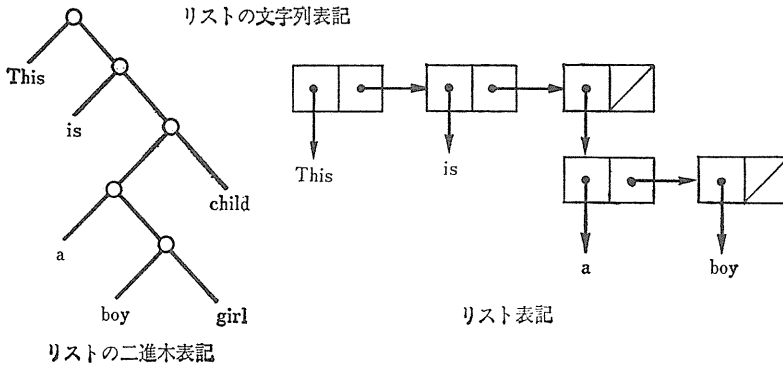 リストの文字列表記
This
is
child
a
boy
girl
リストの二進木表記
This
is
a
boy
リスト表記